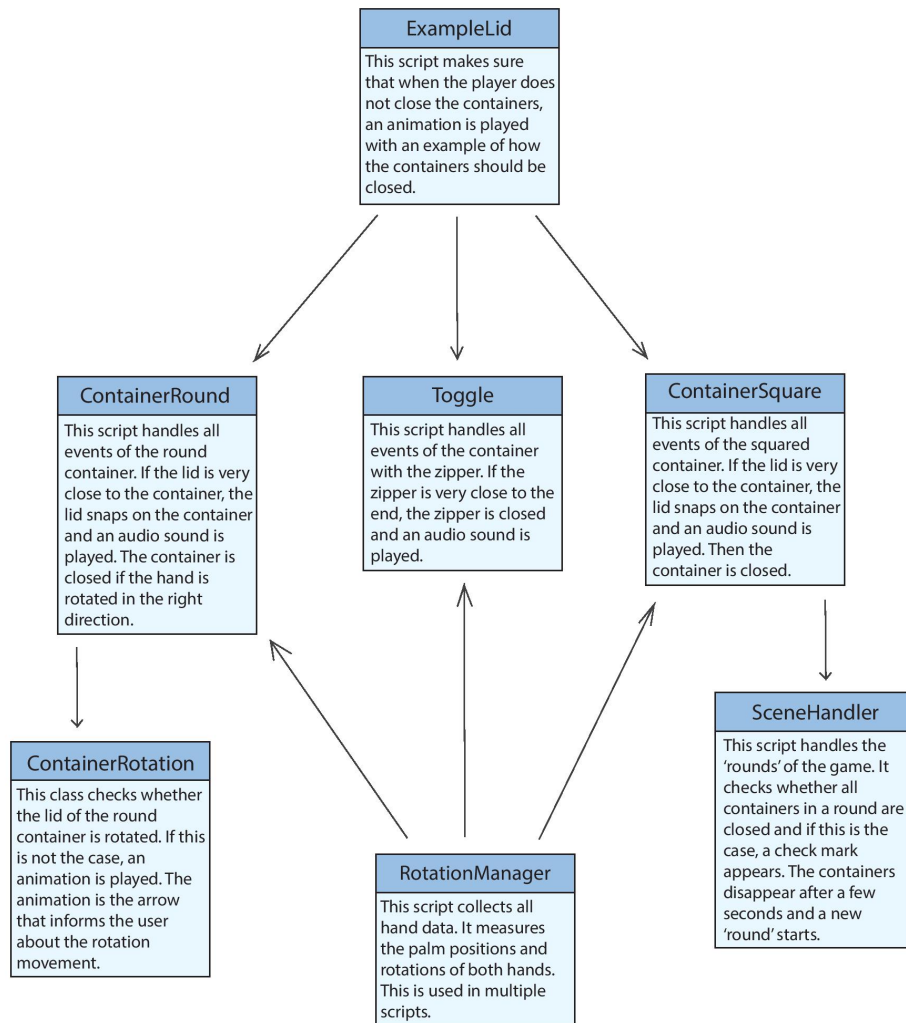 ExampleLid
This script makes sure
that when the player does
not close the containers,
an animation is played
with an example of how
the containers should be
closed.
ContainerRound
This script handles all
events of the round
container. If the lid is very
close to the container, the
lid snaps on the container
and an audio sound is
played. The container is
closed if the hand is
rotated in the right
direction.
Toggle
This script handles all
events of the container
with the zipper. If the
zipper is very close to the
end, the zipper is closed
and an audio sound is
played.
ContainerSquare
This script handles all
events of the squared
container. If the lid is very
close to the container, the
lid snaps on the container
and an audio sound is
played. Then the
container is closed.
ContainerRotation
This class checks whether
the lid of the round
container is rotated. If this
is not the case, an
animation is played. The
animation is the arrow
that informs the user
about the rotation
movement.
RotationManager
This script collects all
hand data. It measures
the palm positions and
rotations of both hands.
This is used in multiple
scripts.
SceneHandler
This script handles the
‘rounds’ of the game. It
checks whether all
containers in a round are
closed and if this is the
case, a check mark
appears. The containers
disappear after a few
seconds and a new
‘round’ starts.